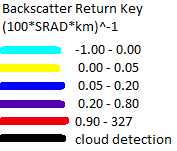 Backscatter Return Key
(100*SRAD*km)^-1
-1.00 - 0.00
0.00 - 0.05
0.05 - 0.20
0.20 - 0.80
0.90 - 327
cloud detection